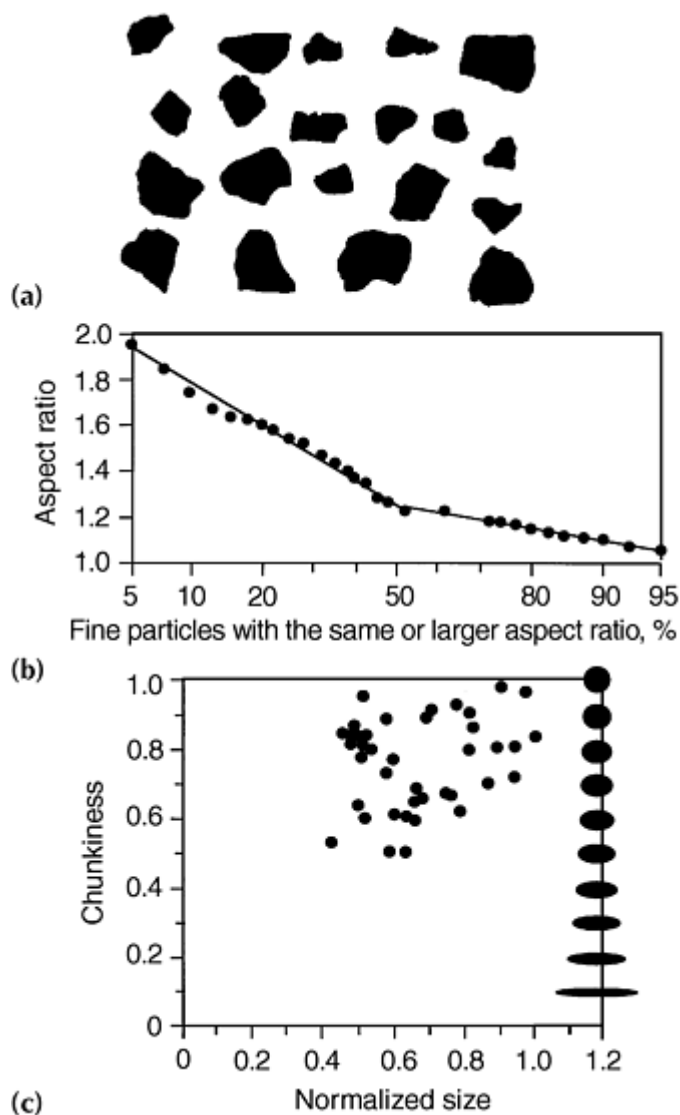 (a)
2.0
1.8
1.6
1.4
1.2
1.0
Aspect ratio
5 10 20 50 80 90 95
Fine particles with the same or larger aspect ratio, %
(b)
1.0
0.8
0.6
0.4
0.2
0
Chunkiness
0 0.2 0.4 0.6 0.8 1.0 1.2
Normalized size
(c)